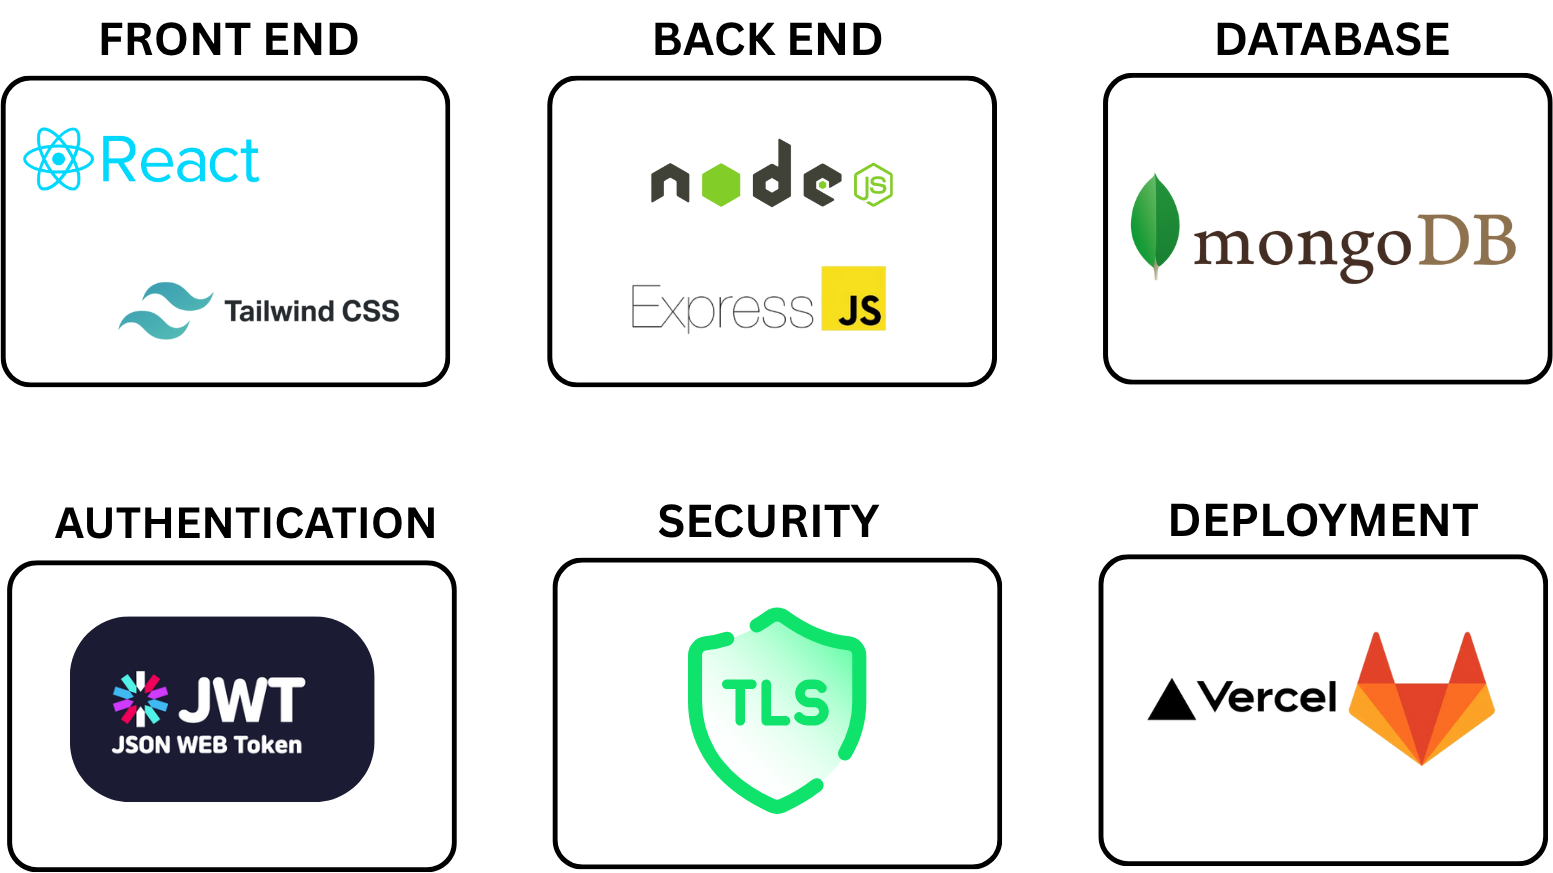 FRONT END
BACK END
DATABASE
React
Tailwind CSS
node JS
Express JS
mongoDB
AUTHENTICATION
SECURITY
DEPLOYMENT
JWT
JSON WEB Token
TLS
Vercel